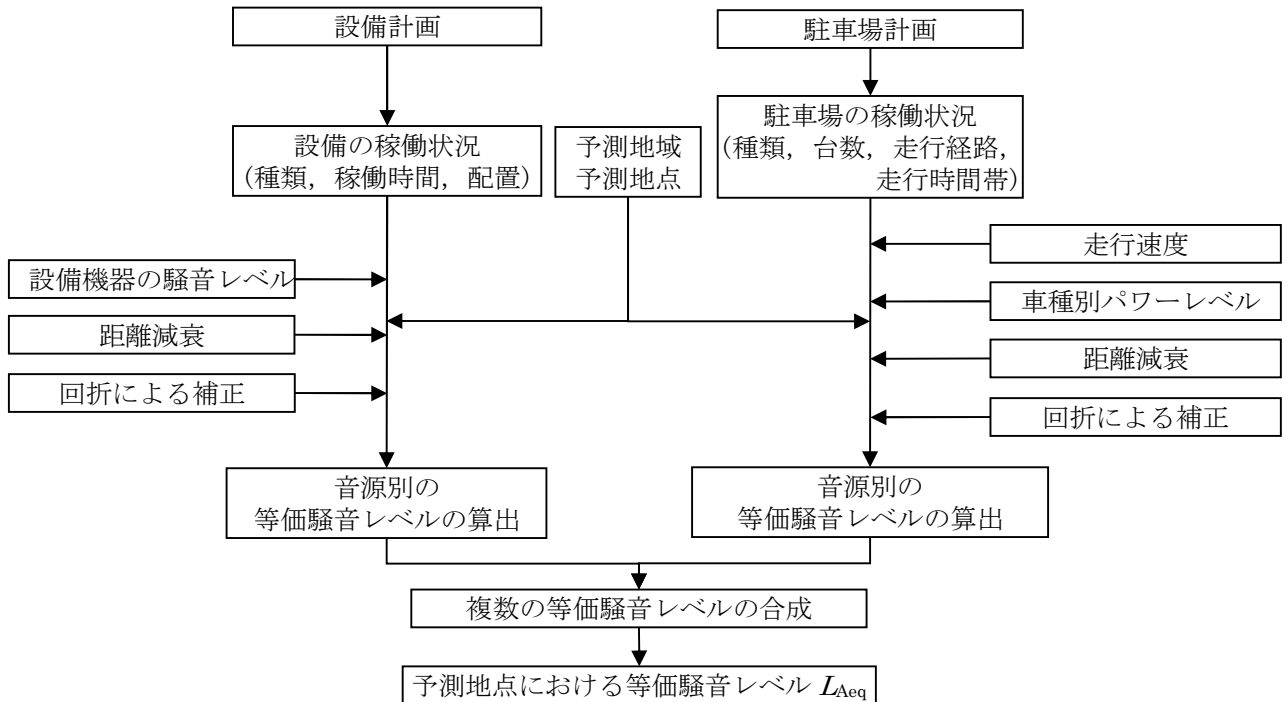 設備計画
駐車場計画
設備の稼働状況
(種類，稼働時間，配置)
予測地域
予測地点
駐車場の稼働状況
(種類，台数，走行経路，
走行時間帯)
設備機器の騒音レベル
距離減衰
回折による補正
走行速度
車種別パワーレベル
距離減衰
回折による補正
音源別の
等価騒音レベルの算出
音源別の
等価騒音レベルの算出
複数の等価騒音レベルの合成
予測地点における等価騒音レベル LAeq